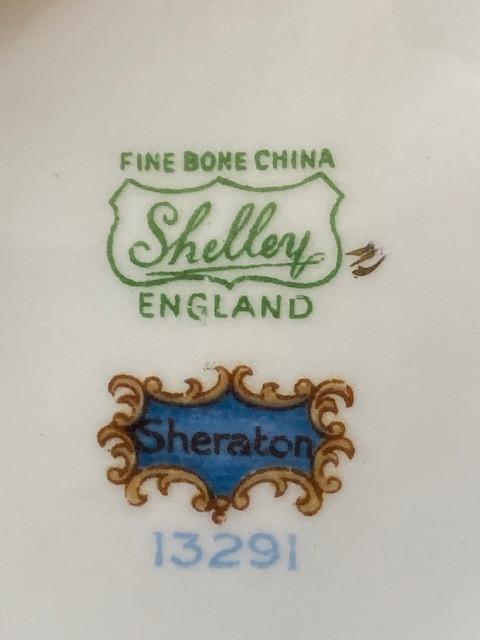 FINE BONE CHINA
Shelley
ENGLAND
Sheraton
13291